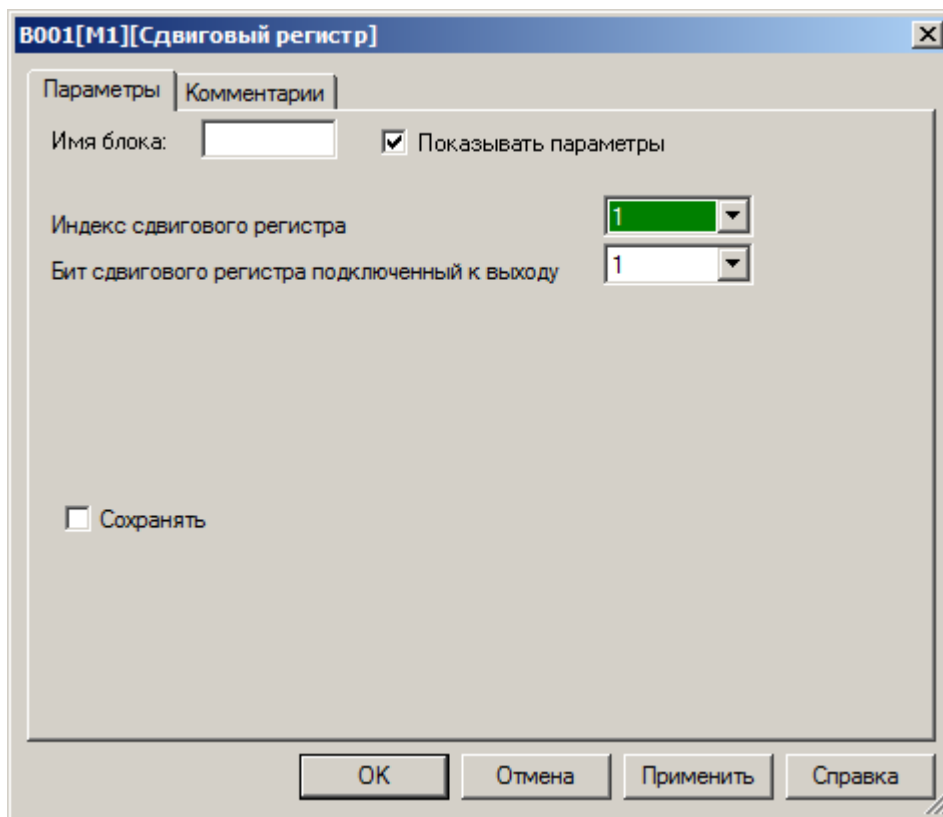 B001[M1][Сдвиговый регистр]
Параметры Комментарии
Имя блока: Показывать параметры
Индекс сдвигового регистра 1
Бит сдвигового регистра подключенный к выходу 1
Сохранять
OK Отмена Применить Справка